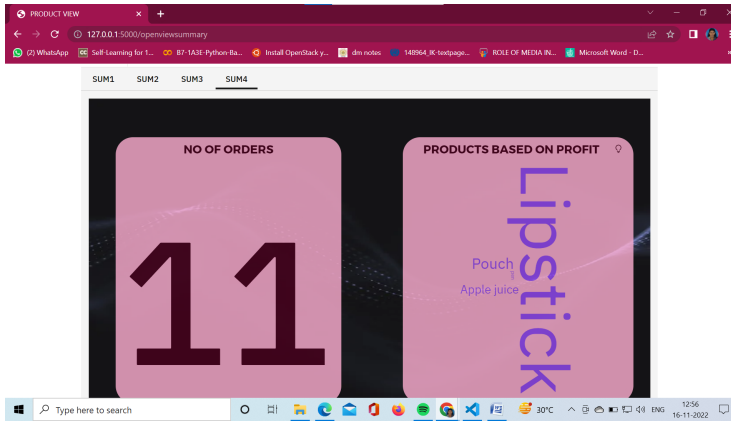 PRODUCT VIEW
127.0.0.1:5000/openviewsummary
(2) WhatsApp
Self-Learning for 1...
B7-1A3E-Python-Ba...
Install OpenStack y...
dm notes
148964_IK-textpage...
ROLE OF MEDIA IN...
Microsoft Word - D...
SUM1 SUM2 SUM3 SUM4
NO OF ORDERS
11
PRODUCTS BASED ON PROFIT
Lipstick
Pouch
Apple juice
Type here to search
30°C
ENG
12:56
16-11-2022